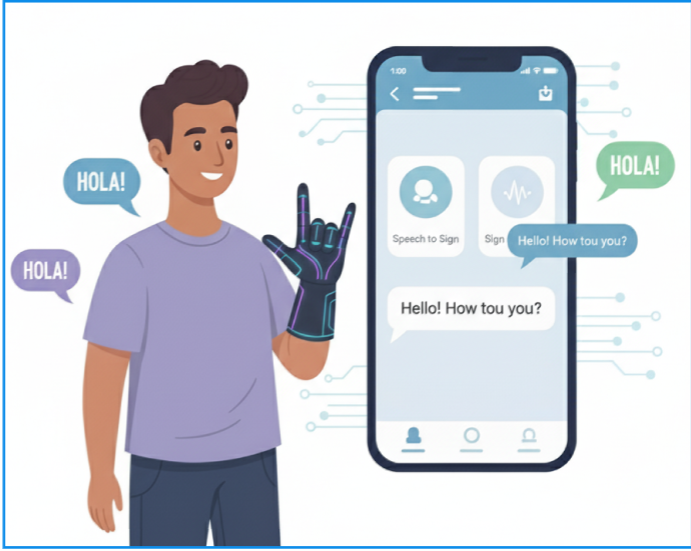 1:00
HOLA!
HOLA!
HOLA!
Speech to Sign
Sign
Hello! How tou you?
Hello! How tou you?